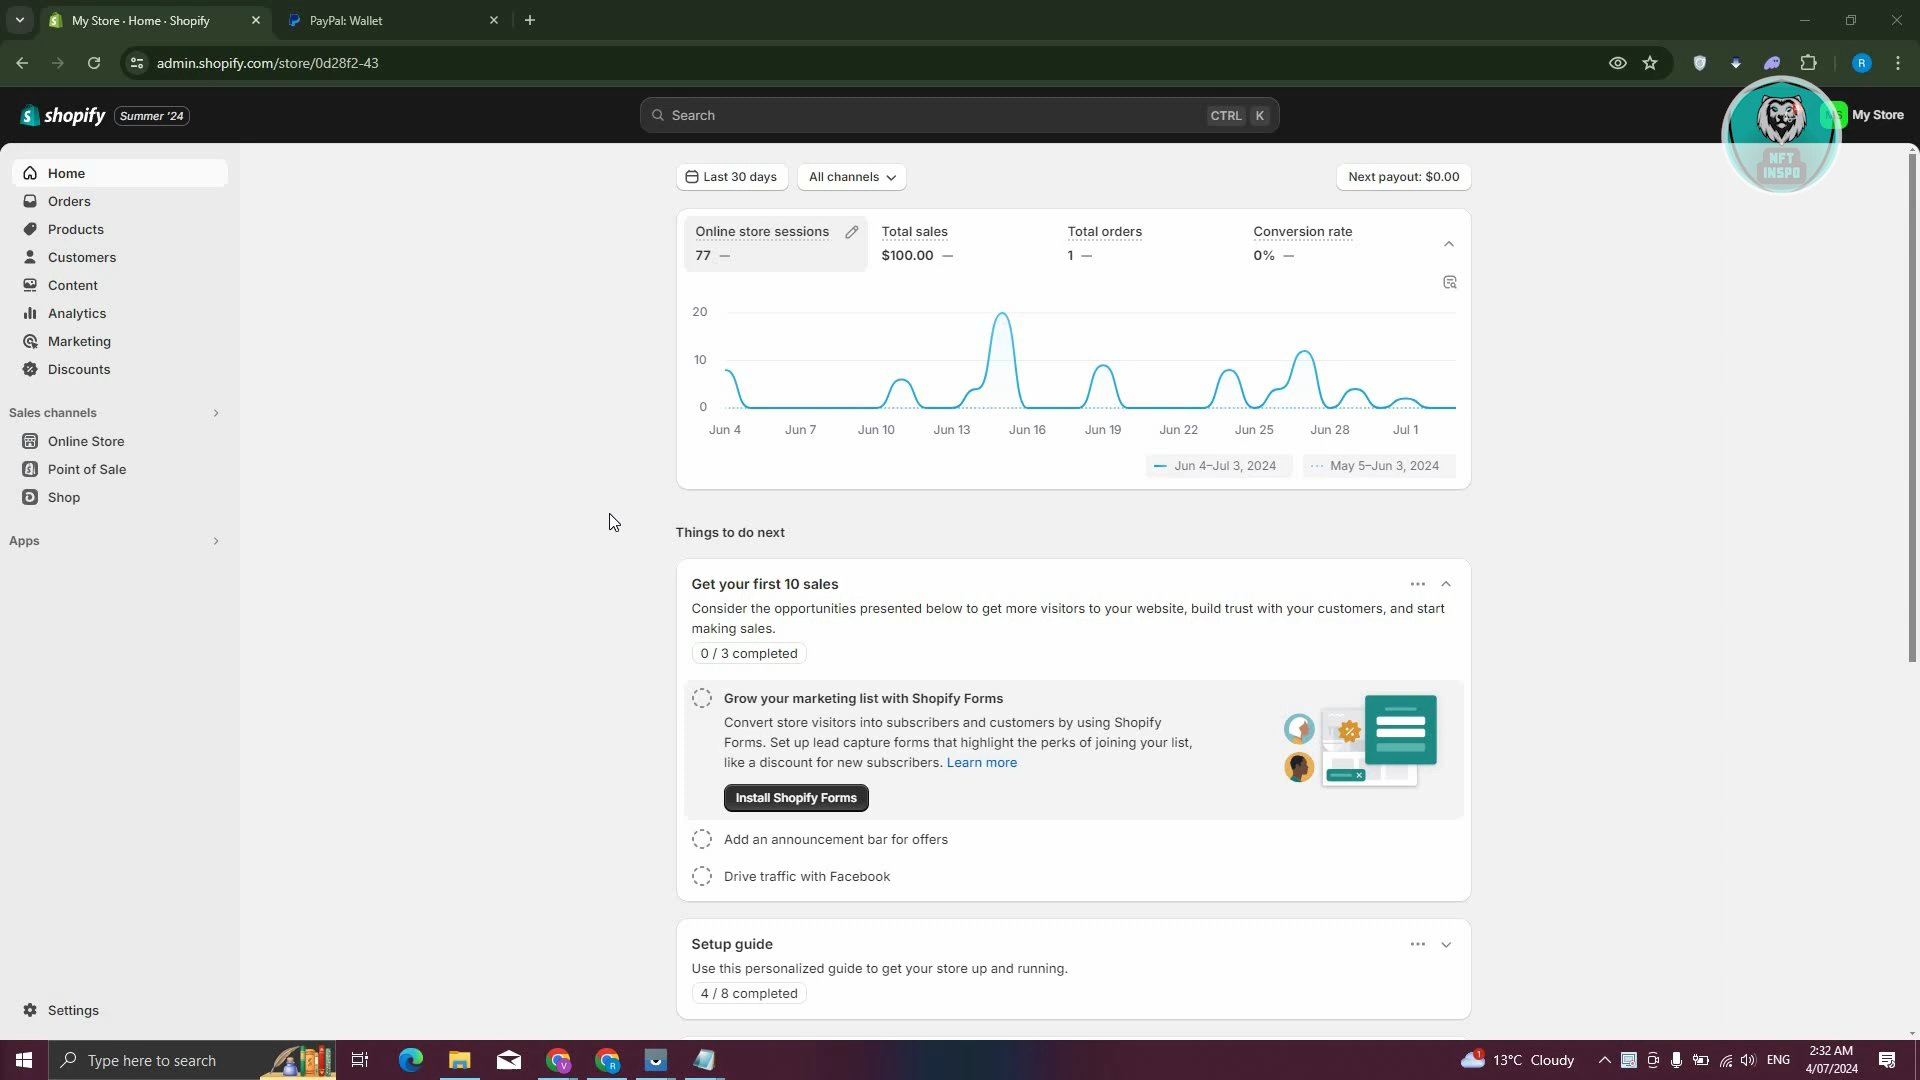 My Store · Home · Shopify
PayPal: Wallet
admin.shopify.com/store/0d28f2-43
R
shopify
Summer '24
Search
CTRL K
My Store
NFT
INSPO
Home
Orders
Products
Customers
Content
Analytics
Marketing
Discounts
Sales channels
Online Store
Point of Sale
Shop
Apps
Settings
Last 30 days
All channels
Next payout: $0.00
Online store sessions
77 —
Total sales
$100.00 —
Total orders
1 —
Conversion rate
0% —
20
10
0
Jun 4 Jun 7 Jun 10 Jun 13 Jun 16 Jun 19 Jun 22 Jun 25 Jun 28 Jul 1
Jun 4–Jul 3, 2024
May 5–Jun 3, 2024
Things to do next
Get your first 10 sales
Consider the opportunities presented below to get more visitors to your website, build trust with your customers, and start
making sales.
0 / 3 completed
Grow your marketing list with Shopify Forms
Convert store visitors into subscribers and customers by using Shopify
Forms. Set up lead capture forms that highlight the perks of joining your list,
like a discount for new subscribers. Learn more
Install Shopify Forms
Add an announcement bar for offers
Drive traffic with Facebook
Setup guide
Use this personalized guide to get your store up and running.
4 / 8 completed
Type here to search
V
R
1
13°C Cloudy
ENG
2:32 AM
4/07/2024